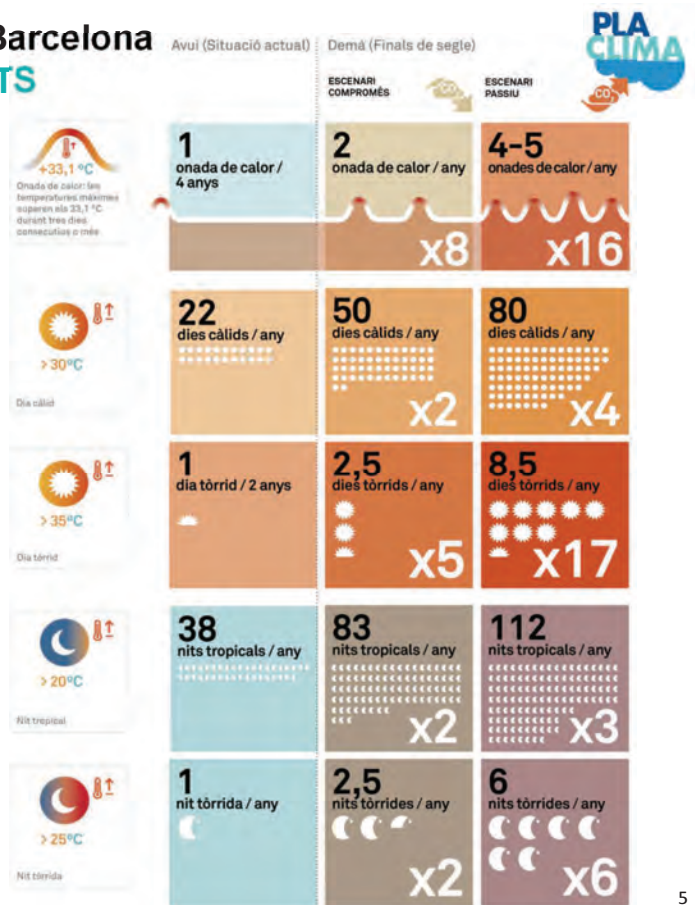 Barcelona
TS
Avui (Situació actual)
Demà (Finals de segle)
PLA
CLIMA
ESCENARI
COMPROMÈS
CO₂
ESCENARI
PASSIU
CO₂
+33,1 ºC
Onada de calor: les
temperatures màximes
superen els 33,1 ºC
durant tres dies
consecutius o més
1
onada de calor /
4 anys
2
onada de calor / any
x8
4-5
onades de calor / any
x16
> 30ºC
Dia càlid
22
dies càlids / any
50
dies càlids / any
x2
80
dies càlids / any
x4
> 35ºC
Dia tòrrid
1
dia tòrrid / 2 anys
2,5
dies tòrrids / any
x5
8,5
dies tòrrids / any
x17
> 20ºC
Nit tropical
38
nits tropicals / any
83
nits tropicals / any
x2
112
nits tropicals / any
x3
> 25ºC
Nit tòrrida
1
nit tòrrida / any
2,5
nits tòrrides / any
x2
6
nits tòrrides / any
x6
5